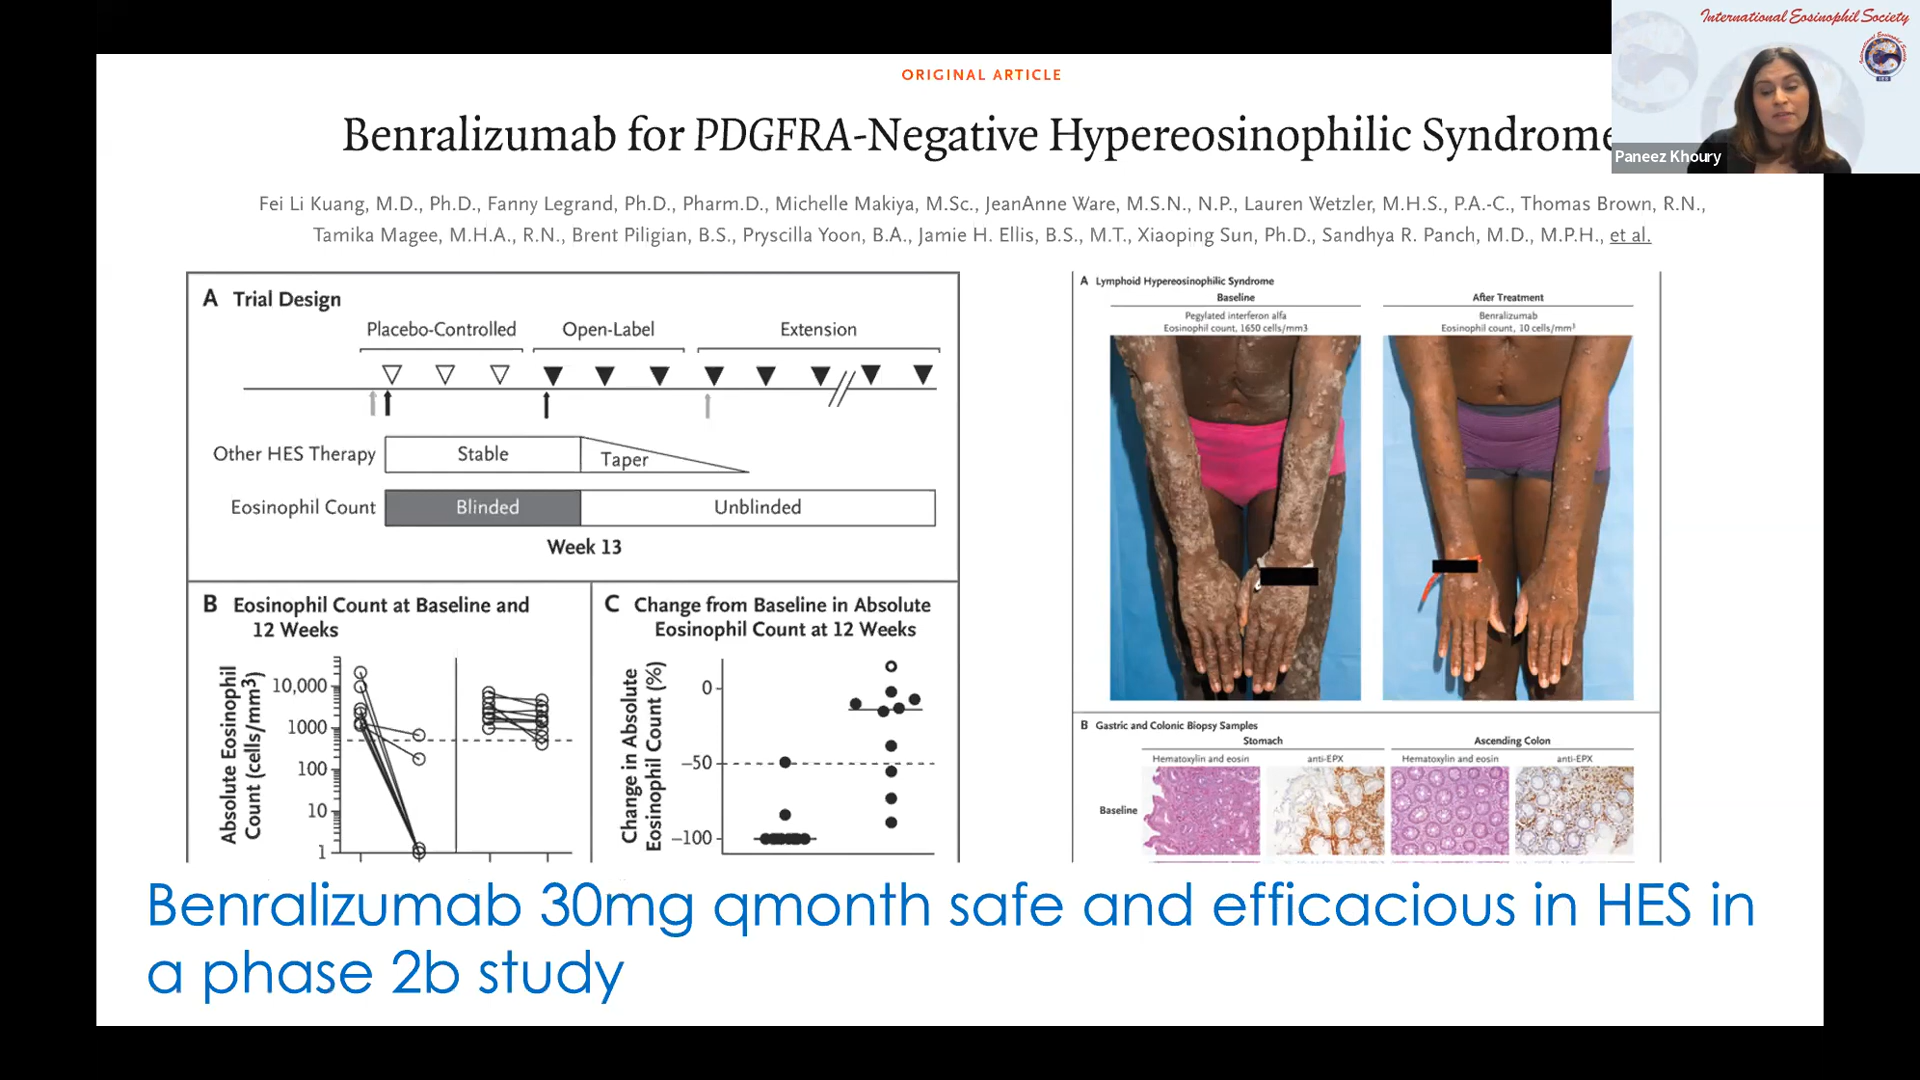 International Eosinophil Society
Paneez Khoury
ORIGINAL ARTICLE
Benralizumab for PDGFRA-Negative Hypereosinophilic Syndrome
Fei Li Kuang, M.D., Ph.D., Fanny Legrand, Ph.D., Pharm.D., Michelle Makiya, M.Sc., JeanAnne Ware, M.S.N., N.P., Lauren Wetzler, M.H.S., P.A.-C., Thomas Brown, R.N.,
Tamika Magee, M.H.A., R.N., Brent Piligian, B.S., Pryscilla Yoon, B.A., Jamie H. Ellis, B.S., M.T., Xiaoping Sun, Ph.D., Sandhya R. Panch, M.D., M.P.H., et al.
A Trial Design
Placebo-Controlled Open-Label Extension
Other HES Therapy Stable Taper
Eosinophil Count Blinded Unblinded
Week 13
B Eosinophil Count at Baseline and
12 Weeks
Absolute Eosinophil
Count (cells/mm3)
10,000
1000
100
10
1
C Change from Baseline in Absolute
Eosinophil Count at 12 Weeks
Change in Absolute
Eosinophil Count (%)
0
−50
−100
A Lymphoid Hypereosinophilic Syndrome
Baseline After Treatment
Pegylated interferon alfa Benralizumab
Eosinophil count, 1650 cells/mm3 Eosinophil count, 10 cells/mm³
B Gastric and Colonic Biopsy Samples
Stomach Ascending Colon
Hematoxylin and eosin anti-EPX Hematoxylin and eosin anti-EPX
Baseline
Benralizumab 30mg qmonth safe and efficacious in HES in
a phase 2b study